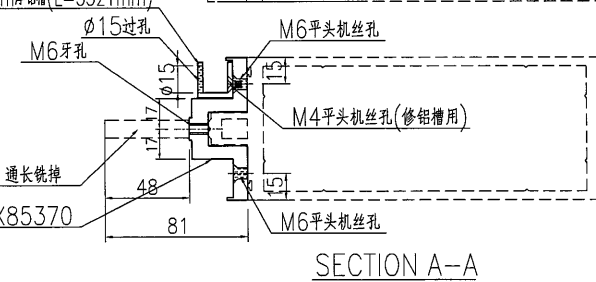 (L=3321mm)
Ø15过孔
M6平头机丝孔
M6牙孔
Ø15
15
M4平头机丝孔(修铝槽用)
17
17
通长铣掉
48
15
X85370
81
M6平头机丝孔
SECTION A-A